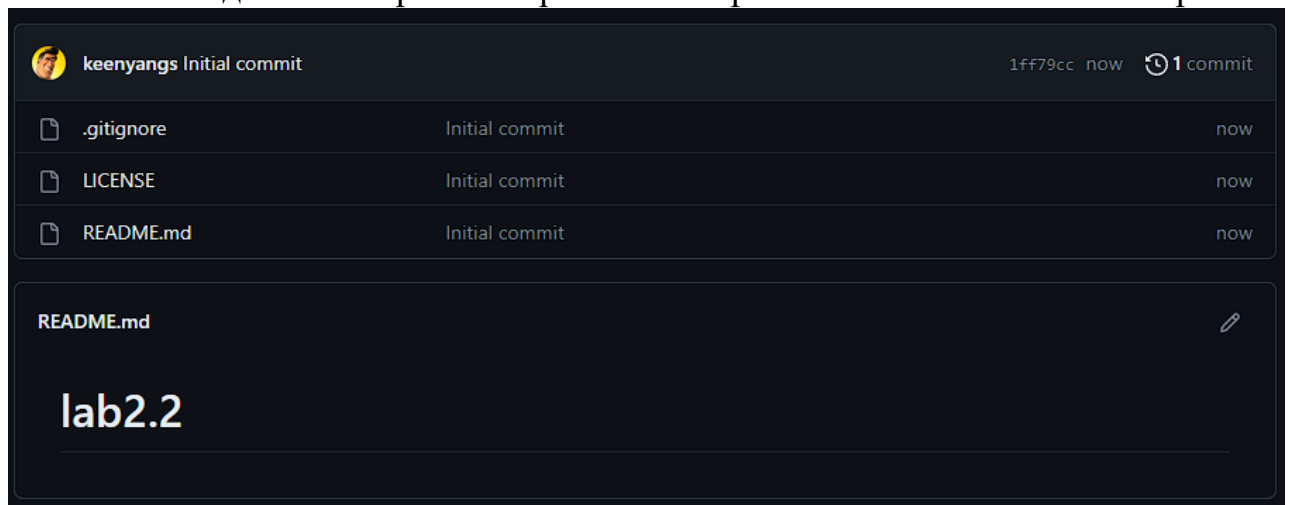 keenyangs Initial commit 1ff79cc now 1 commit
.gitignore Initial commit now
LICENSE Initial commit now
README.md Initial commit now
README.md
lab2.2